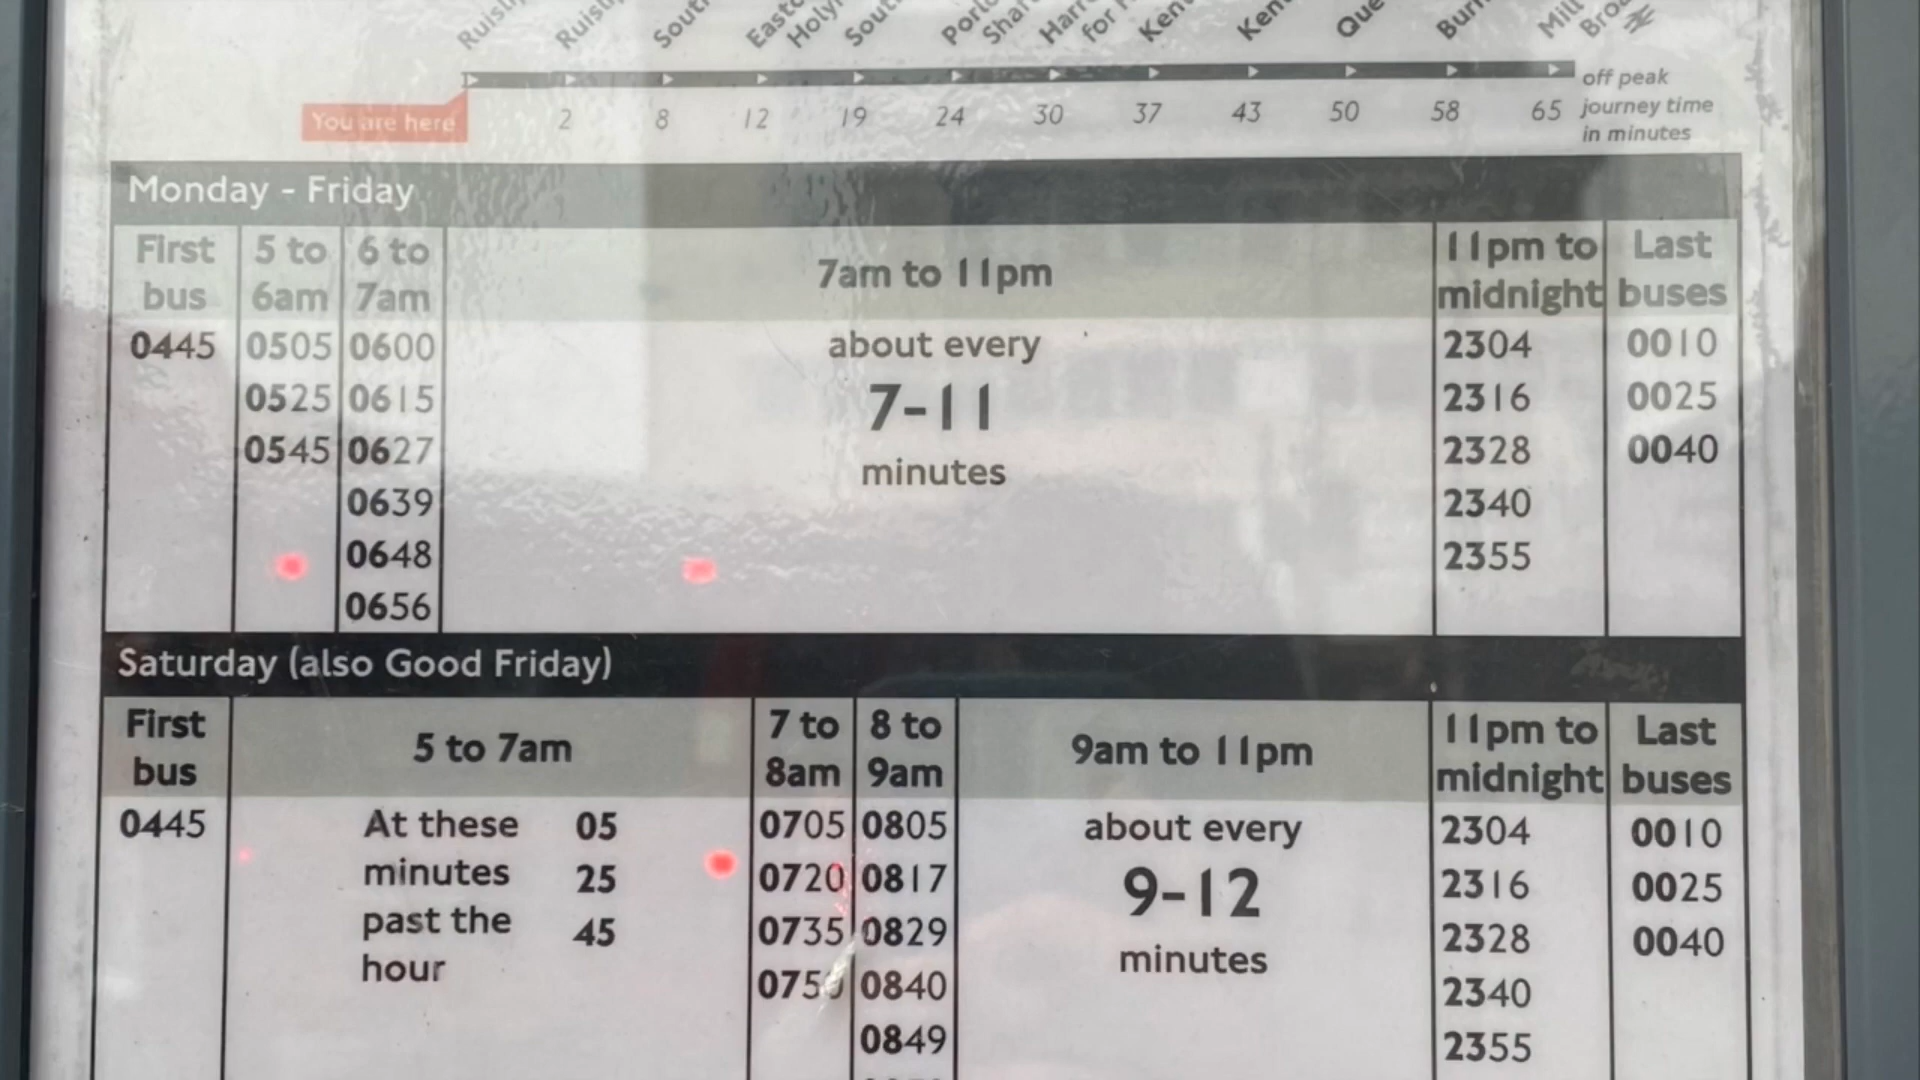 You are here
2 8 12 19 24 30 37 43 50 58 65
off peak
journey time
in minutes
Monday - Friday
First bus
5 to 6am
6 to 7am
7am to 11pm
11pm to midnight
Last buses
0445 0505 0600 about every 2304 0010
0525 0615 7-11 2316 0025
0545 0627 minutes 2328 0040
0639 2340
0648 2355
0656
Saturday (also Good Friday)
First bus
5 to 7am
7 to 8am
8 to 9am
9am to 11pm
11pm to midnight
Last buses
0445 At these 05 0705 0805 about every 2304 0010
minutes 25 0720 0817 9-12 2316 0025
past the 45 0735 0829 minutes 2328 0040
hour 0840 2340
0849 2355